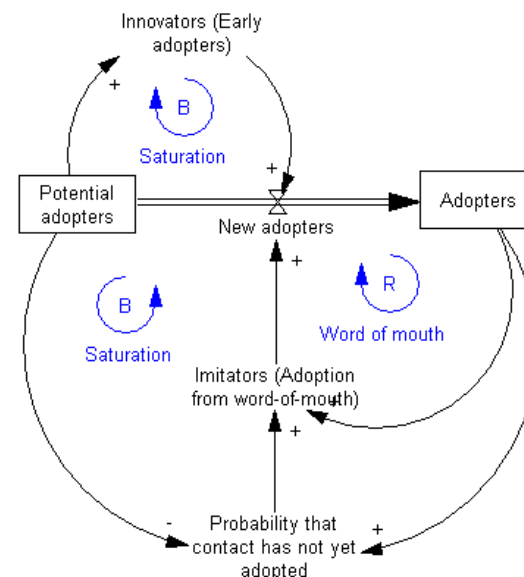 Innovators (Early
adopters)
+
B
Saturation
+
Potential
adopters
Adopters
New adopters
+
B
R
Saturation
Word of mouth
Imitators (Adoption
from word-of-mouth)
+
+
-
+
Probability that
contact has not yet
adopted